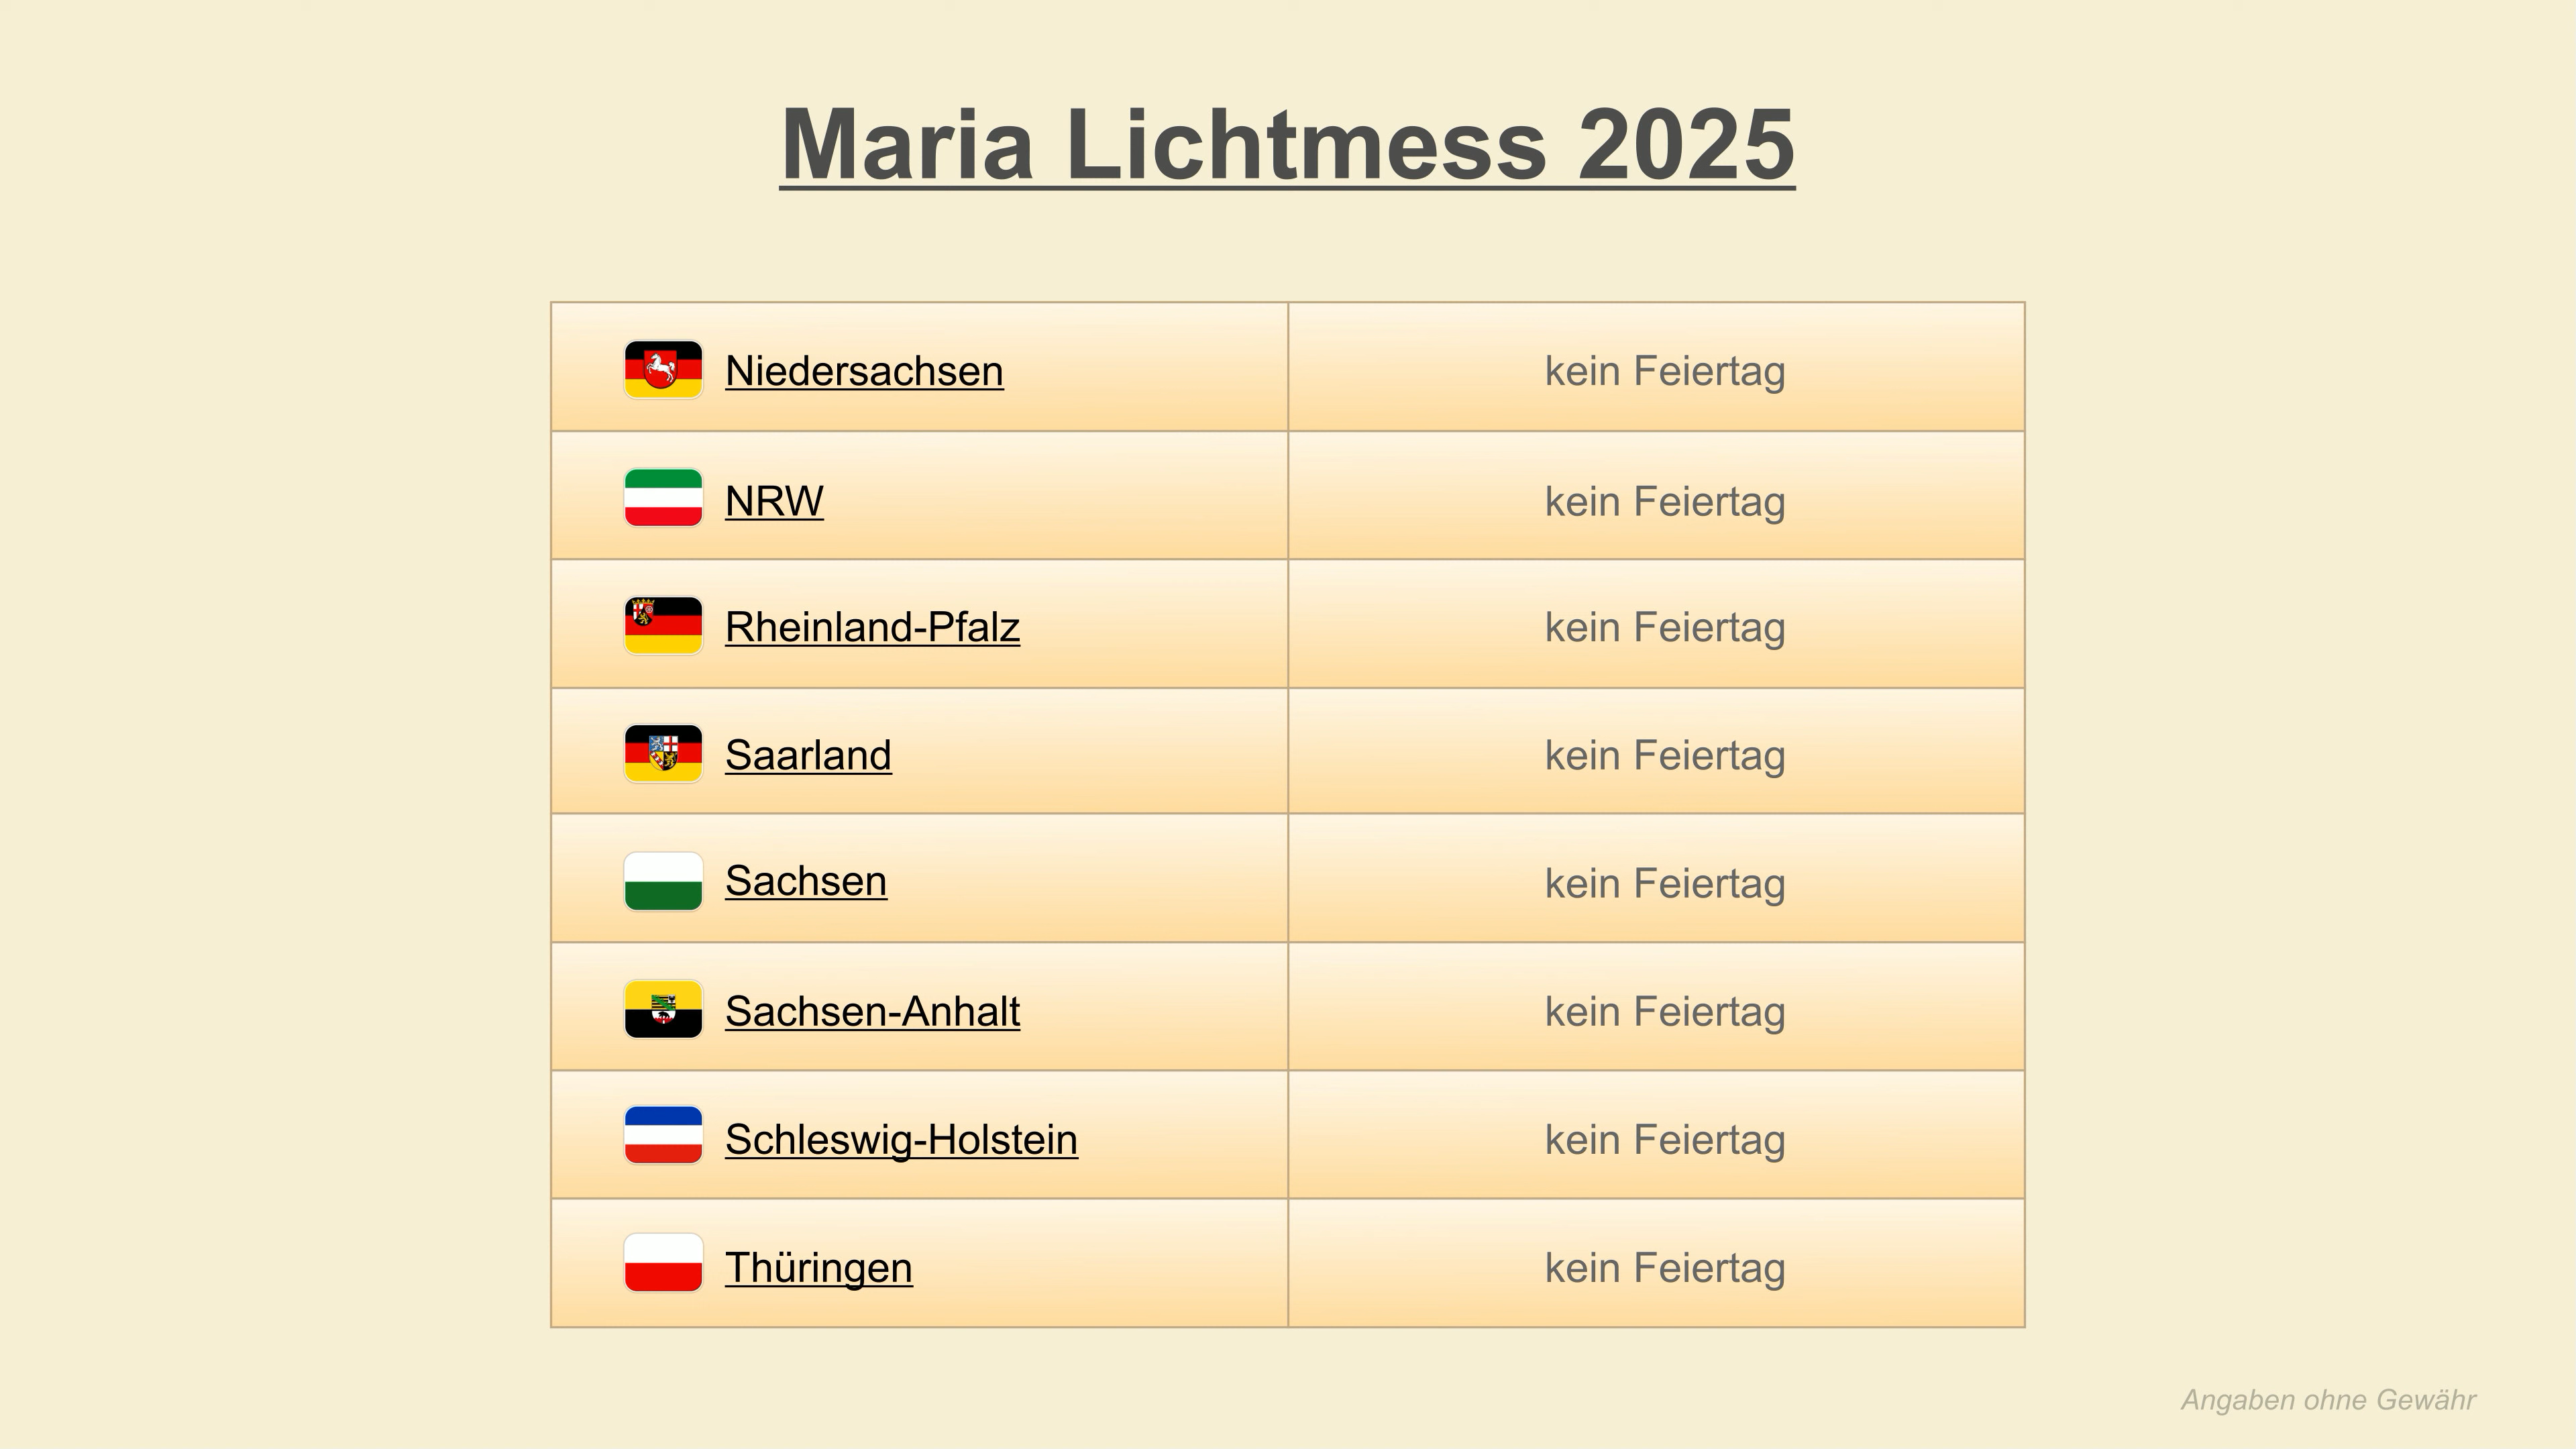 Maria Lichtmess 2025
Niedersachsen kein Feiertag
NRW kein Feiertag
Rheinland-Pfalz kein Feiertag
Saarland kein Feiertag
Sachsen kein Feiertag
Sachsen-Anhalt kein Feiertag
Schleswig-Holstein kein Feiertag
Thüringen kein Feiertag
Angaben ohne Gewähr